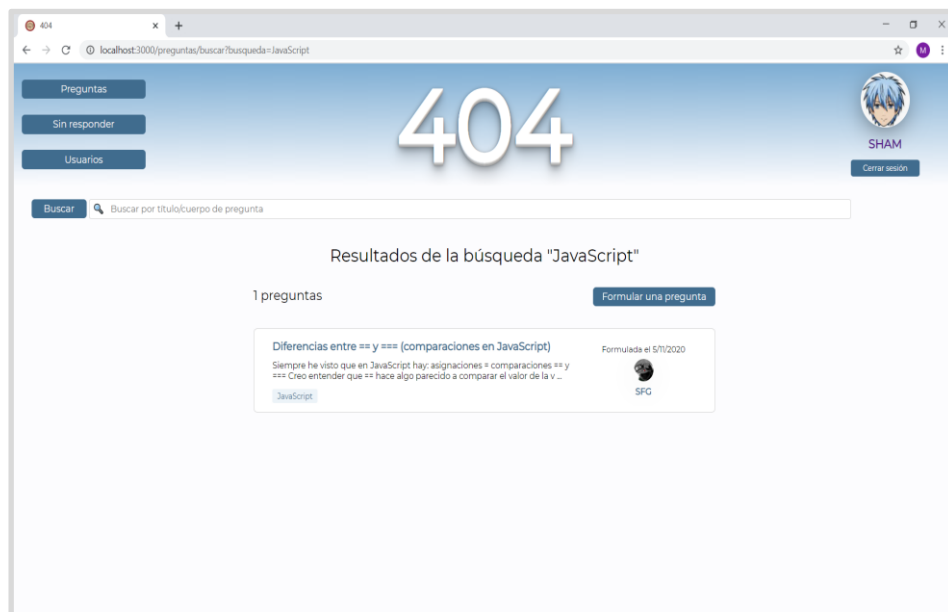 404
localhost:3000/preguntas/buscar?busqueda=JavaScript
M
Preguntas
Sin responder
Usuarios
404
SHAM
Cerrar sesión
Buscar
Buscar por título/cuerpo de pregunta
Resultados de la búsqueda "JavaScript"
1 preguntas
Formular una pregunta
Diferencias entre == y === (comparaciones en JavaScript)
Siempre he visto que en JavaScript hay: asignaciones = comparaciones == y
=== Creo entender que == hace algo parecido a comparar el valor de la v ...
JavaScript
Formulada el 5/11/2020
SFG